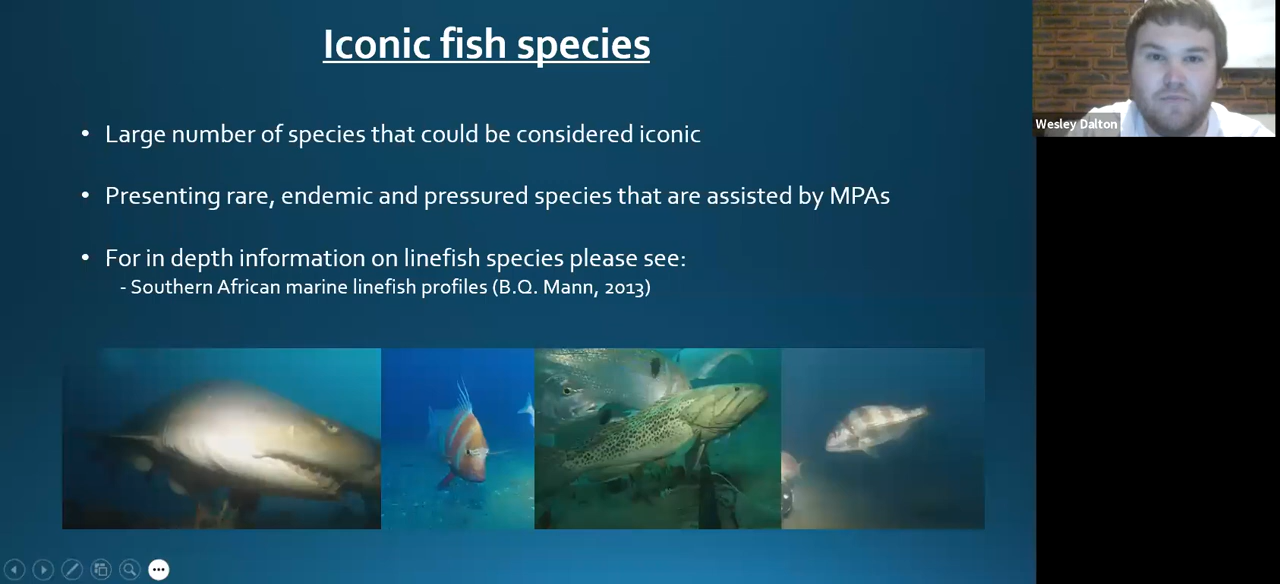 Iconic fish species
• Large number of species that could be considered iconic
• Presenting rare, endemic and pressured species that are assisted by MPAs
• For in depth information on linefish species please see:
- Southern African marine linefish profiles (B.Q. Mann, 2013)
Wesley Dalton